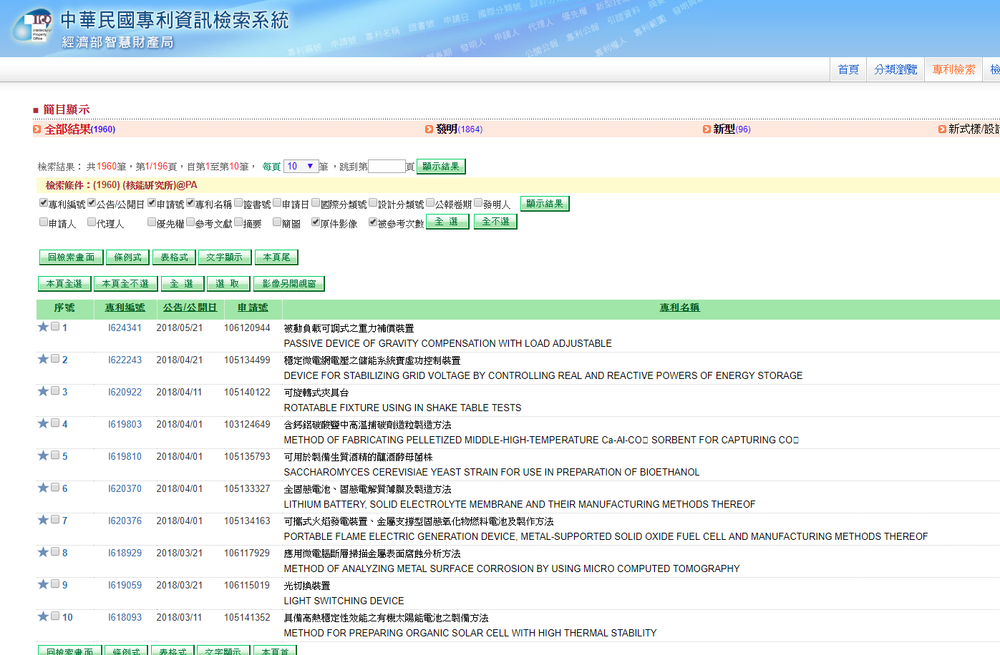 中華民國專利資訊檢索系統
經濟部智慧財產局
首頁 分類瀏覽 專利檢索 檢
簡目顯示
全部結果(1960) 發明(1864) 新型(96) 新式樣/設計
檢索結果： 共1960筆，第1/196頁，自第1至第10筆， 每頁 10 筆，跳到第 頁 顯示結果
檢索條件：(1960) (核能研究所)@PA
專利編號 公告/公開日 申請號 專利名稱 證書號 申請日 國際分類號 設計分類號 公報卷期 發明人 顯示結果
申請人 代理人 優先權 參考文獻 摘要 簡圖 原件影像 被參考次數 全 選 全不選
回檢索畫面 條例式 表格式 文字顯示 本頁尾
本頁全選 本頁全不選 全 選 選 取 影像另開視窗
序號 專利編號 公告/公開日 申請號 專利名稱
1 I624341 2018/05/21 106120944 被動負載可調式之重力補償裝置
PASSIVE DEVICE OF GRAVITY COMPENSATION WITH LOAD ADJUSTABLE
2 I622243 2018/04/21 105134499 穩定微電網電壓之儲能系統實虛功控制裝置
DEVICE FOR STABILIZING GRID VOLTAGE BY CONTROLLING REAL AND REACTIVE POWERS OF ENERGY STORAGE
3 I620922 2018/04/11 105140122 可旋轉式夾具台
ROTATABLE FIXTURE USING IN SHAKE TABLE TESTS
4 I619803 2018/04/01 103124649 含鈣鋁碳酸鹽中高溫捕碳劑造粒製造方法
METHOD OF FABRICATING PELLETIZED MIDDLE-HIGH-TEMPERATURE Ca-Al-CO□ SORBENT FOR CAPTURING CO□
5 I619810 2018/04/01 105135793 可用於製備生質酒精的釀酒酵母菌株
SACCHAROMYCES CEREVISIAE YEAST STRAIN FOR USE IN PREPARATION OF BIOETHANOL
6 I620370 2018/04/01 105133327 全固態電池、固態電解質薄膜及製造方法
LITHIUM BATTERY, SOLID ELECTROLYTE MEMBRANE AND THEIR MANUFACTURING METHODS THEREOF
7 I620376 2018/04/01 105134163 可攜式火焰發電裝置、金屬支撐型固態氧化物燃料電池及製作方法
PORTABLE FLAME ELECTRIC GENERATION DEVICE, METAL-SUPPORTED SOLID OXIDE FUEL CELL AND MANUFACTURING METHODS THEREOF
8 I618929 2018/03/21 106117929 應用微電腦斷層掃描金屬表面腐蝕分析方法
METHOD OF ANALYZING METAL SURFACE CORROSION BY USING MICRO COMPUTED TOMOGRAPHY
9 I619059 2018/03/21 106115019 光切換裝置
LIGHT SWITCHING DEVICE
10 I618093 2018/03/11 105141352 具備高熱穩定性效能之有機太陽能電池之製備方法
METHOD FOR PREPARING ORGANIC SOLAR CELL WITH HIGH THERMAL STABILITY
回檢索畫面 條例式 表格式 文字顯示 本頁首